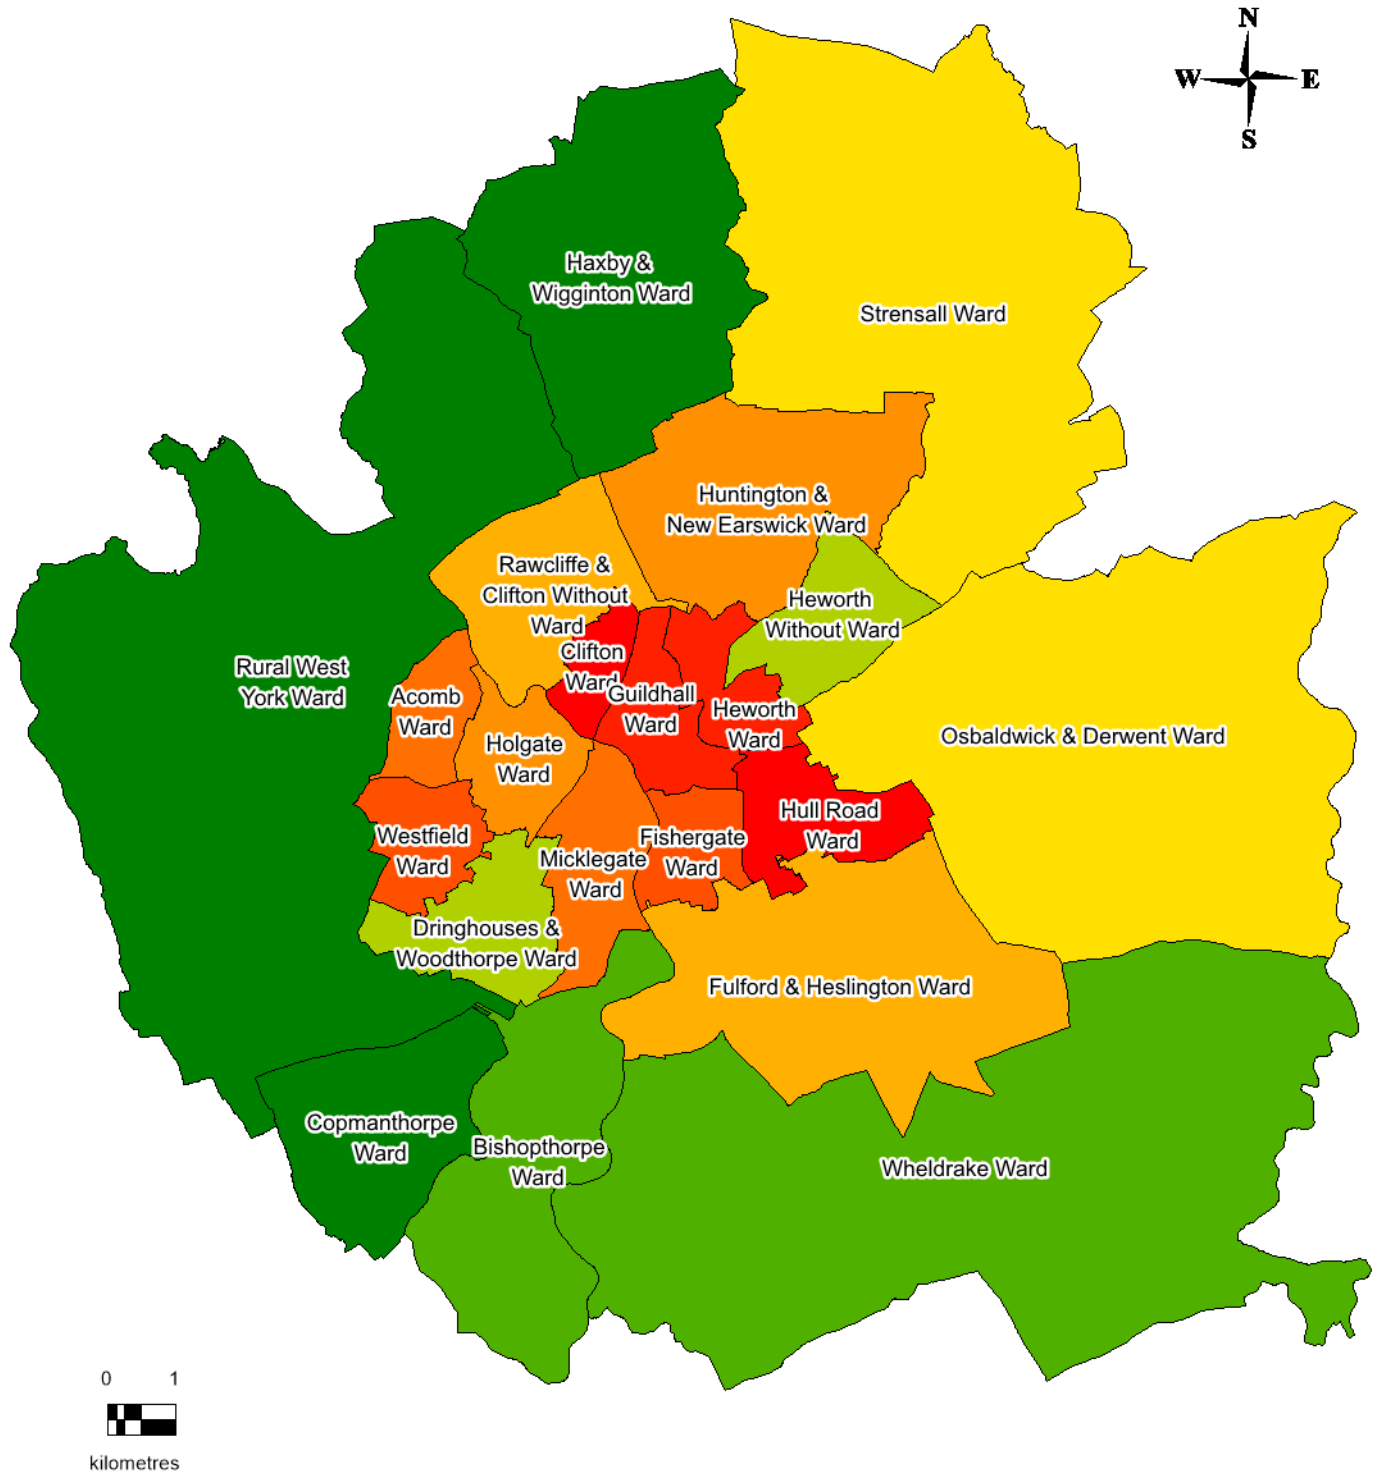 N
W E
S
Haxby &
Wigginton Ward
Strensall Ward
Huntington &
New Earswick Ward
Rawcliffe &
Clifton Without
Ward
Heworth
Without Ward
Clifton
Ward
Rural West
York Ward
Acomb
Ward
Guildhall
Ward
Heworth
Ward
Osbaldwick & Derwent Ward
Holgate
Ward
Hull Road
Ward
Westfield
Ward
Fishergate
Ward
Micklegate
Ward
Dringhouses &
Woodthorpe Ward
Fulford & Heslington Ward
Copmanthorpe
Ward
Bishopthorpe
Ward
Wheldrake Ward
0 1
kilometres